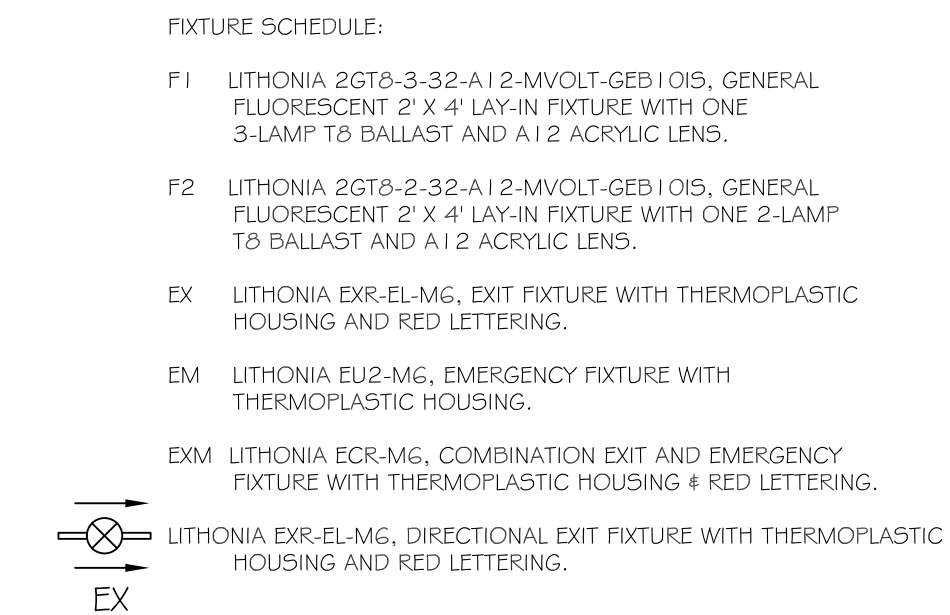 FIXTURE SCHEDULE:
F1 LITHONIA 2GT8-3-32-A12-MVOLT-GEB10IS, GENERAL
FLUORESCENT 2' X 4' LAY-IN FIXTURE WITH ONE
3-LAMP T8 BALLAST AND A12 ACRYLIC LENS.
F2 LITHONIA 2GT8-2-32-A12-MVOLT-GEB10IS, GENERAL
FLUORESCENT 2' X 4' LAY-IN FIXTURE WITH ONE 2-LAMP
T8 BALLAST AND A12 ACRYLIC LENS.
EX LITHONIA EXR-EL-M6, EXIT FIXTURE WITH THERMOPLASTIC
HOUSING AND RED LETTERING.
EM LITHONIA EU2-M6, EMERGENCY FIXTURE WITH
THERMOPLASTIC HOUSING.
EXM LITHONIA ECR-M6, COMBINATION EXIT AND EMERGENCY
FIXTURE WITH THERMOPLASTIC HOUSING & RED LETTERING.
LITHONIA EXR-EL-M6, DIRECTIONAL EXIT FIXTURE WITH THERMOPLASTIC
HOUSING AND RED LETTERING.
EX